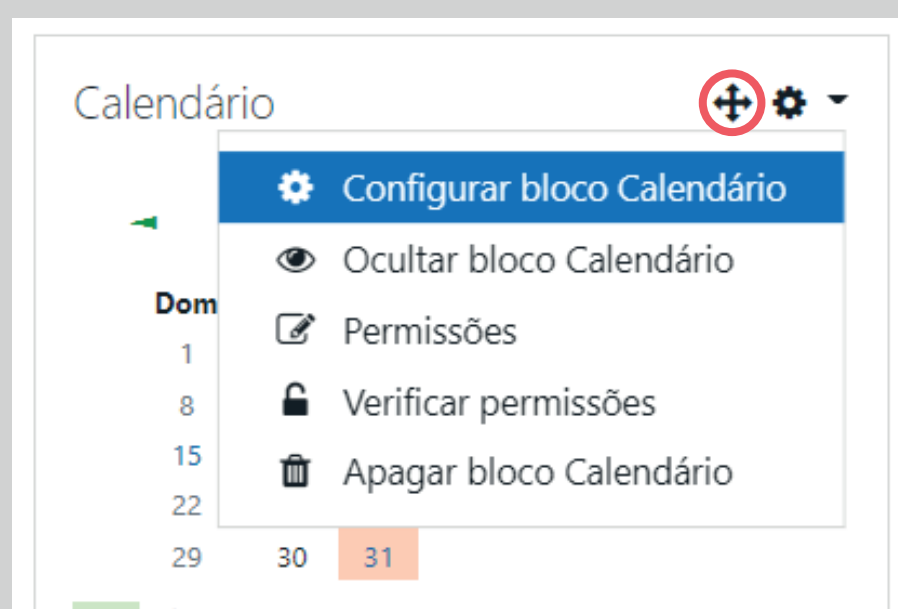 Calendário
Configurar bloco Calendário
Ocultar bloco Calendário
Dom
Permissões
1
Verificar permissões
8
15
Apagar bloco Calendário
22
29 30 31